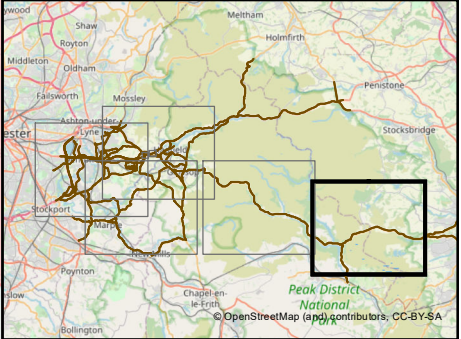 Meltham
Shaw
Holmfirth
Royton
Middleton
Oldham
Penistone
Failsworth
Mossley
Ashton-under-
Lyne
Stocksbridge
Stockport
Marple
Poynton
Chapel-en-
le-Frith
Peak District
National
Park
Bollington
© OpenStreetMap (and) contributors, CC-BY-SA